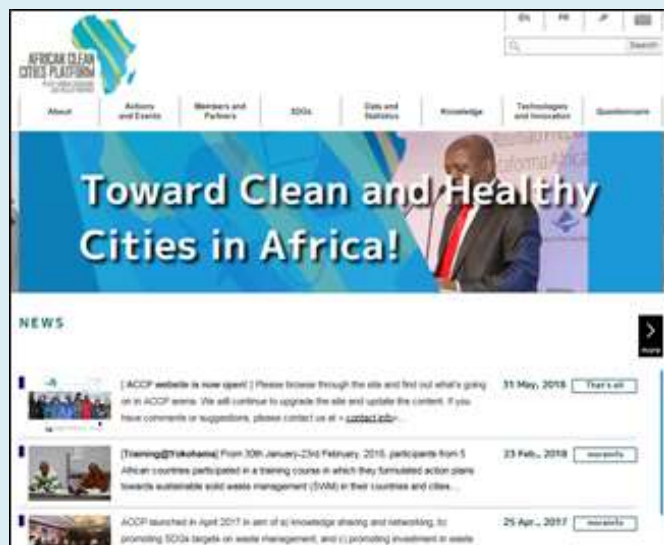 EN FR JP
AFRICAN CLEAN
CITIES PLATFORM
Search
About
Actions
and Events
Members and
Partners
SDGs
Data and
Statistics
Knowledge
Technologies
and Innovation
Questionnaire
Toward Clean and Healthy
Cities in Africa!
NEWS
more
[ ACCP website is now open! ] Please browse through the site and find out what's going
on in ACCP arena. We will continue to upgrade the site and update the content. If you
have comments or suggestions, please contact us at < contact info>...
31 May, 2018 That's all
[Training@Yokohama] From 30th January-23rd February, 2018, participants from 5
African countries participated in a training course in which they formulated action plans
towards sustainable solid waste management (SWM) in their countries and cities...
23 Feb., 2018 moreinfo
ACCP launched in April 2017 in aim of a) knowledge sharing and networking, b)
promoting SDGs targets on waste management, and c) promoting investment in waste
25 Apr., 2017 moreinfo